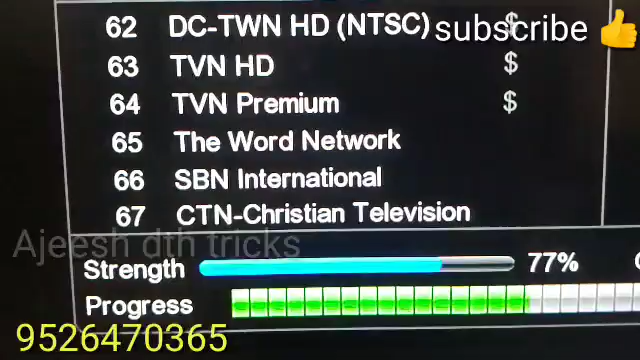 62 DC-TWN HD (NTSC) $
subscribe 👍
63 TVN HD $
64 TVN Premium $
65 The Word Network
66 SBN International
67 CTN-Christian Television
Ajeesh dth tricks
Strength 77%
Progress
9526470365